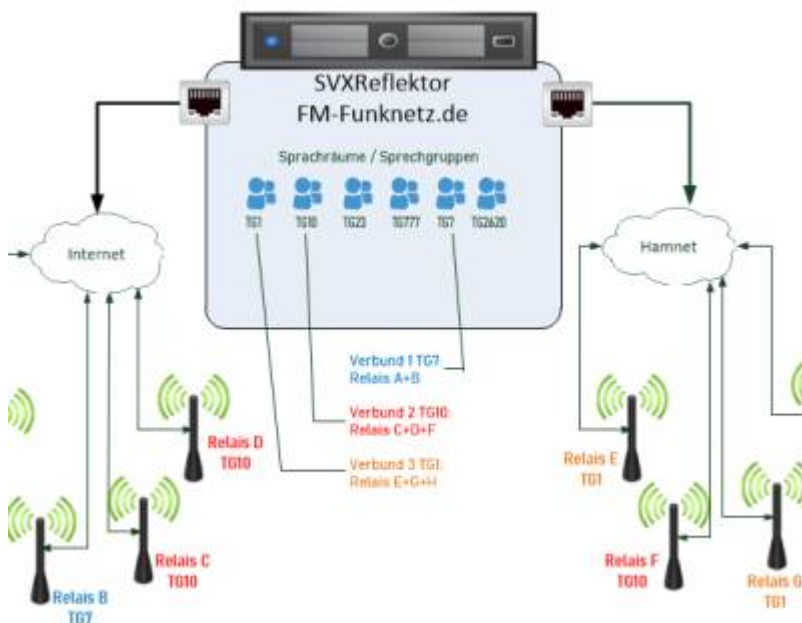 SVXReflektor
FM-Funknetz.de
Sprachräume / Sprechgruppen
TG1 TG10 TG23 TG777 TG7 TG2620
Internet
Hamnet
Verbund 1 TG7:
Relais A+B
Verbund 2 TG10:
Relais C+D+F
Verbund 3 TG1:
Relais E+G+H
Relais D
TG10
Relais E
TG1
Relais C
TG10
Relais F
TG10
Relais G
TG1
Relais B
TG7